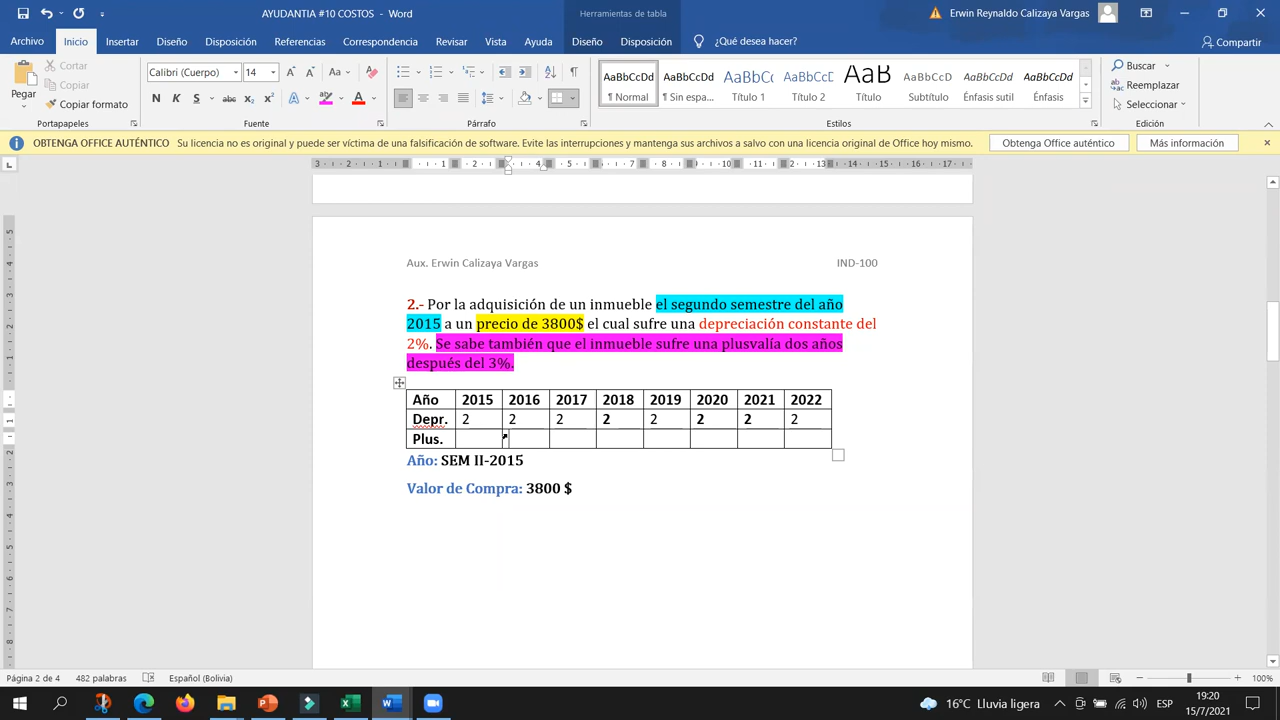 AYUDANTIA #10 COSTOS - Word
Herramientas de tabla
Erwin Reynaldo Calizaya Vargas
Archivo Inicio Insertar Diseño Disposición Referencias Correspondencia Revisar Vista Ayuda Diseño Disposición ¿Qué desea hacer? Compartir
Cortar
Copiar
Copiar formato
Pegar
Portapapeles
Calibri (Cuerpo) 14
Aa
N K S abc x₂ x²
Fuente
Párrafo
AaBbCcDd AaBbCcDd AaBbCc AaBbCcD AaB AaBbCcD AaBbCcDd AaBbCcDd
¶ Normal ¶ Sin espa... Título 1 Título 2 Título Subtítulo Énfasis sutil Énfasis
Estilos
Buscar
Reemplazar
Seleccionar
Edición
OBTENGA OFFICE AUTÉNTICO Su licencia no es original y puede ser víctima de una falsificación de software. Evite las interrupciones y mantenga sus archivos a salvo con una licencia original de Office hoy mismo. Obtenga Office auténtico Más información
Aux. Erwin Calizaya Vargas IND-100
2.- Por la adquisición de un inmueble el segundo semestre del año
2015 a un precio de 3800$ el cual sufre una depreciación constante del
2%. Se sabe también que el inmueble sufre una plusvalía dos años
después del 3%.
Año 2015 2016 2017 2018 2019 2020 2021 2022
Depr. 2 2 2 2 2 2 2 2
Plus.
Año: SEM II-2015
Valor de Compra: 3800 $
Página 2 de 4 482 palabras Español (Bolivia) 100%
16°C Lluvia ligera ESP
19:20
15/7/2021